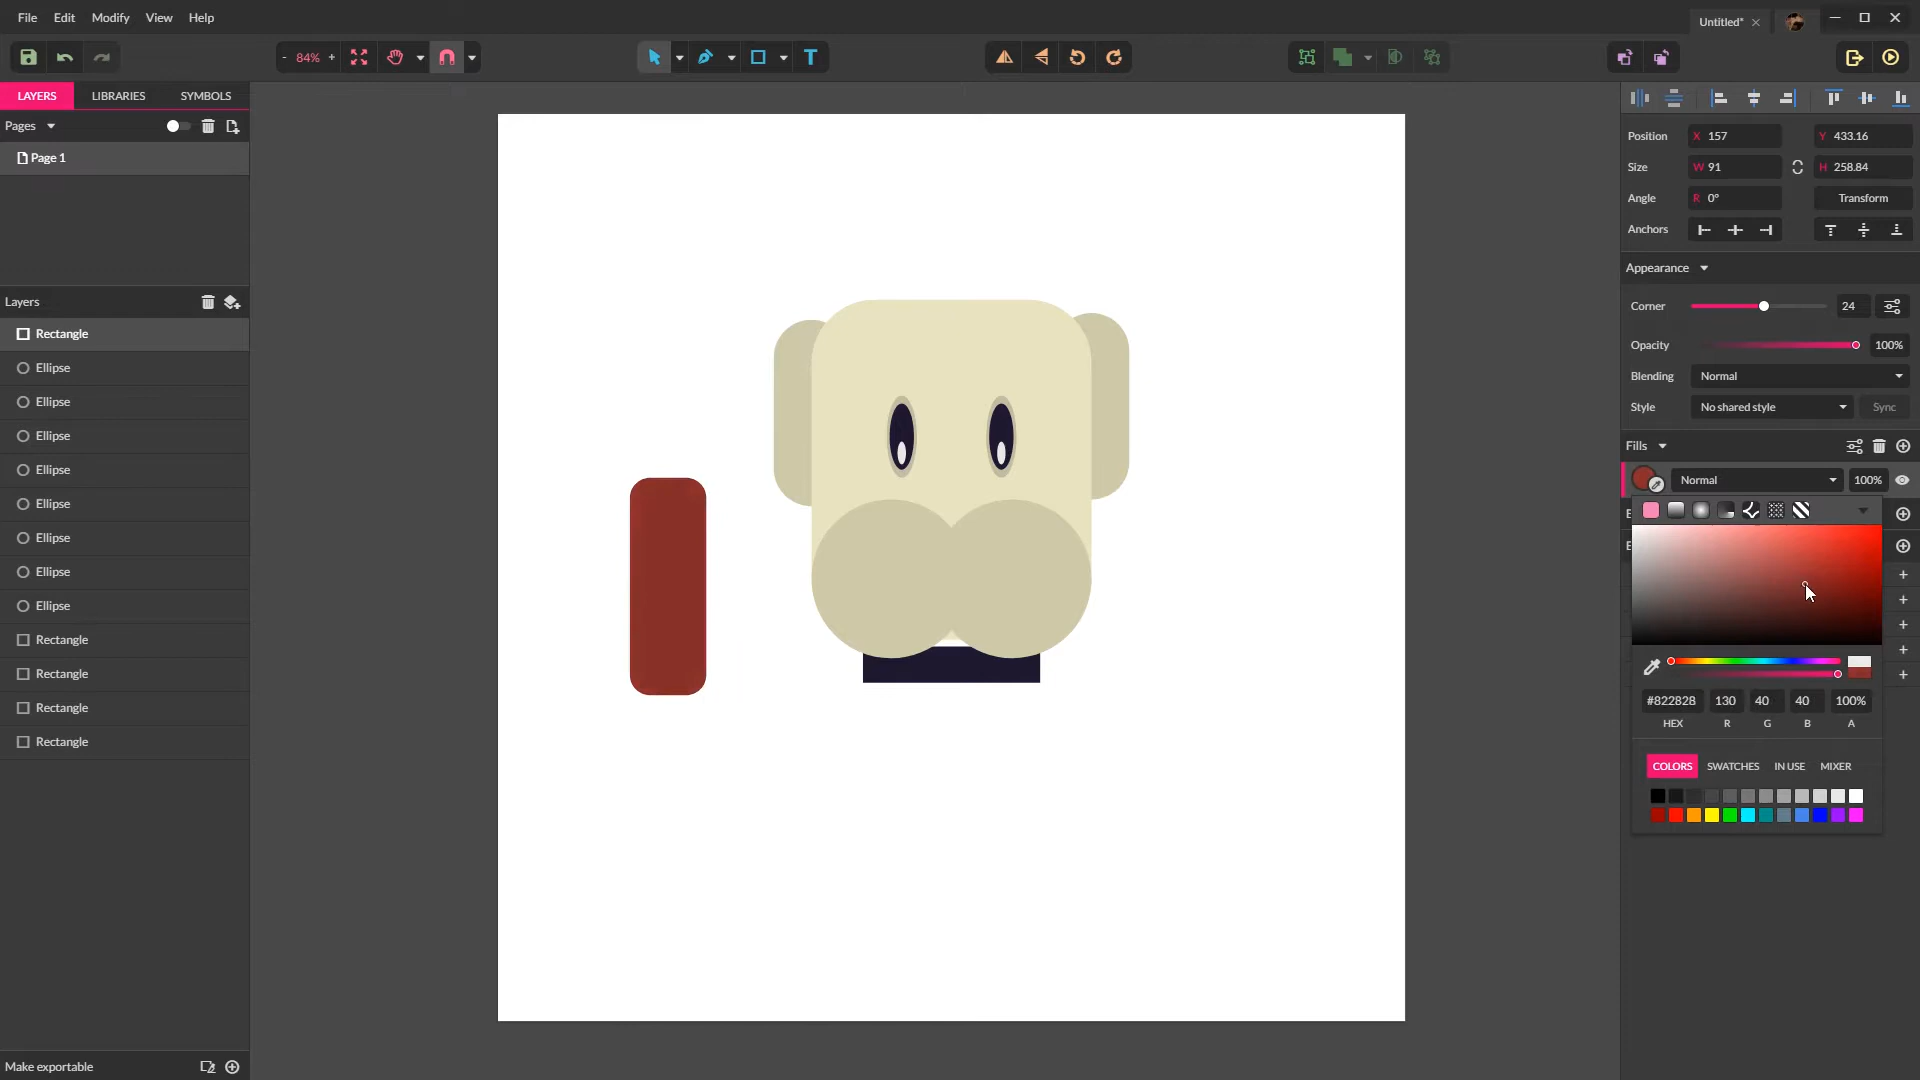 File Edit Modify View Help
Untitled*
- 84% +
T
LAYERS LIBRARIES SYMBOLS
Pages
Page 1
Layers
Rectangle
Ellipse
Ellipse
Ellipse
Ellipse
Ellipse
Ellipse
Ellipse
Ellipse
Rectangle
Rectangle
Rectangle
Rectangle
Make exportable
Position X 157 Y 433.16
Size W 91 H 258.84
Angle R 0° Transform
Anchors
Appearance
Corner 24
Opacity 100%
Blending Normal
Style No shared style Sync
Fills
Normal 100%
#822828 130 40 40 100%
HEX R G B A
COLORS SWATCHES IN USE MIXER